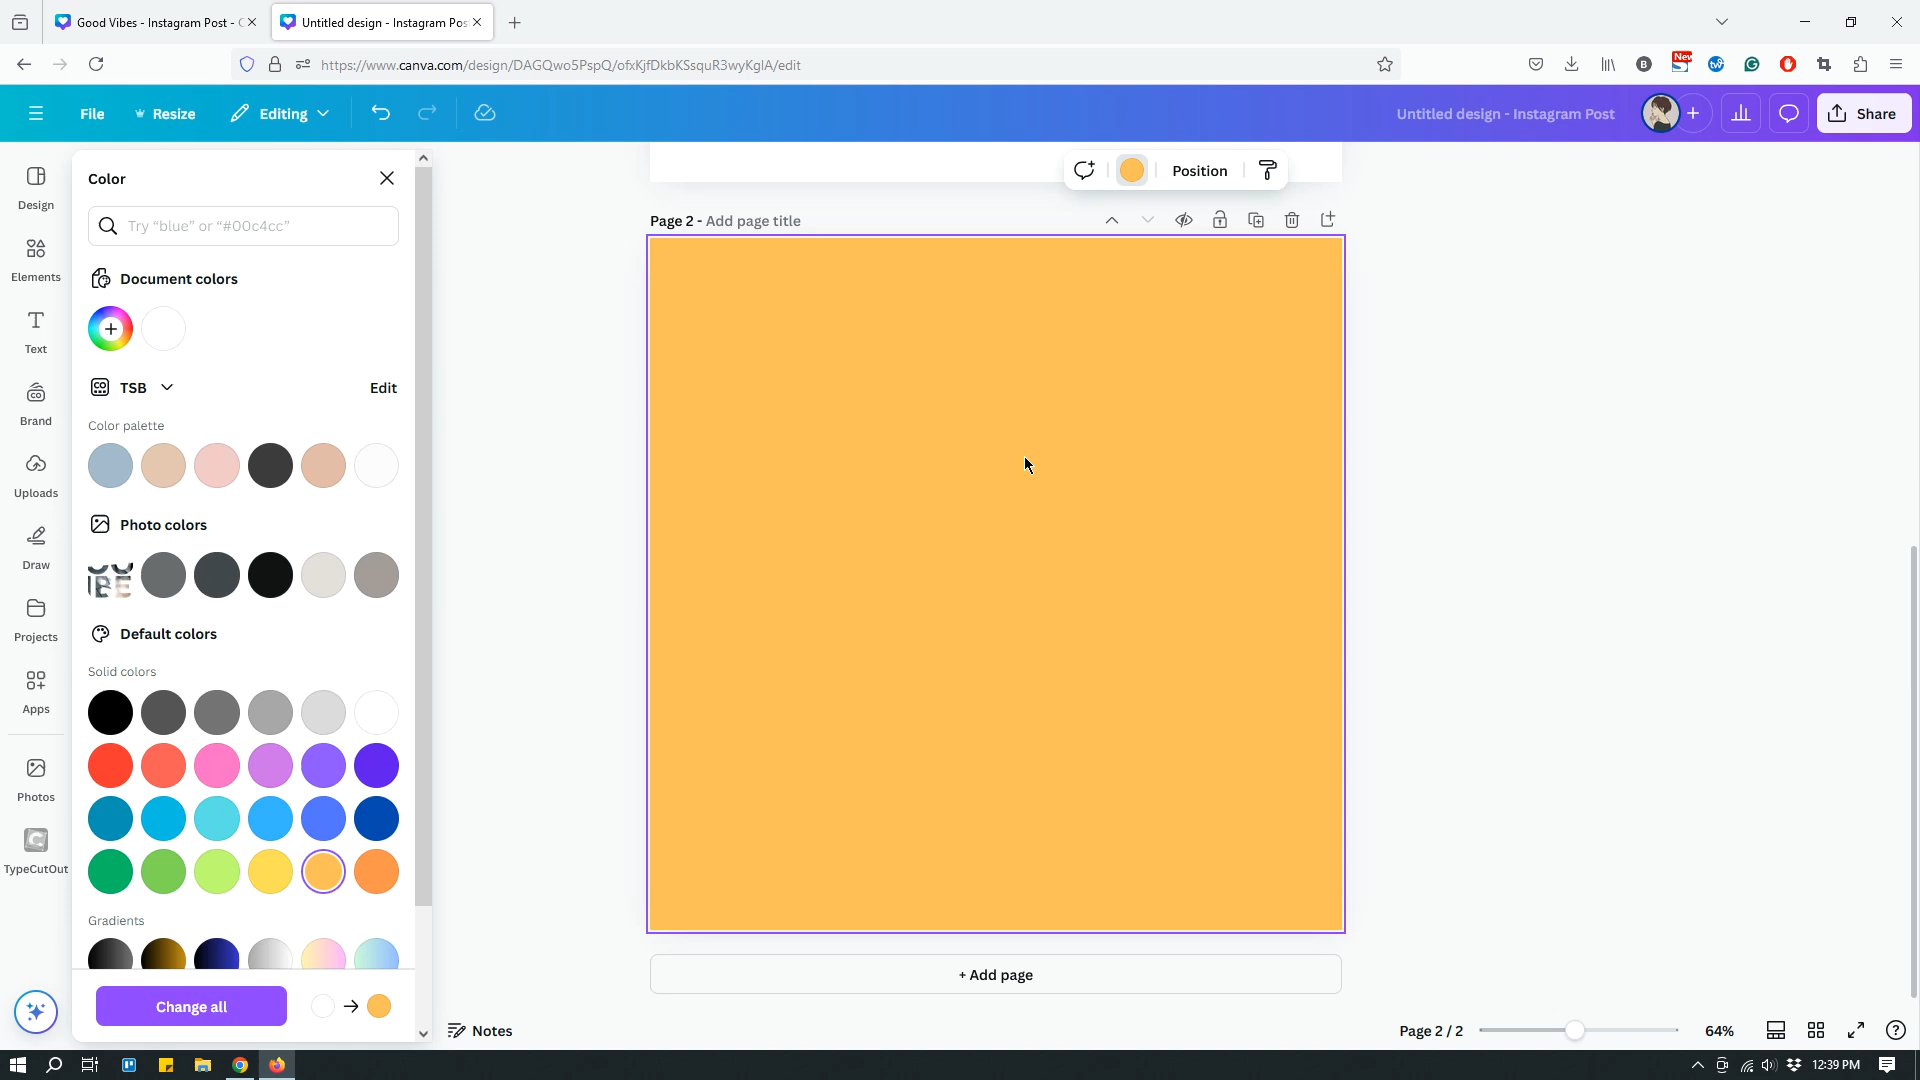 Good Vibes - Instagram Post - C
Untitled design - Instagram Pos
https://www.canva.com/design/DAGQwo5PspQ/ofxKjfDkbKSsquR3wyKglA/edit
New
File
Resize
Editing
Untitled design - Instagram Post
Share
Design
Elements
Text
Brand
Uploads
Draw
Projects
Apps
Photos
TypeCutOut
Color
Try “blue” or “#00c4cc”
Document colors
TSB
Edit
Color palette
Photo colors
Default colors
Solid colors
Gradients
Change all
Position
Page 2 - Add page title
+ Add page
Notes
Page 2 / 2
64%
12:39 PM